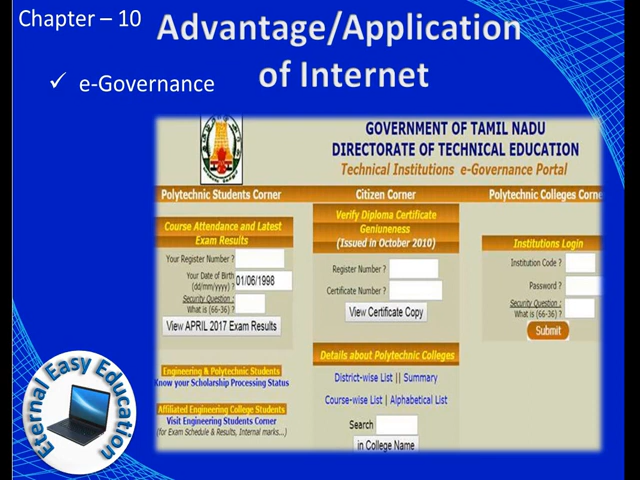 Chapter – 10
Advantage/Application
of Internet
✓ e-Governance
GOVERNMENT OF TAMIL NADU
DIRECTORATE OF TECHNICAL EDUCATION
Technical Institutions e-Governance Portal
Polytechnic Students Corner
Course Attendance and Latest
Exam Results
Your Register Number ?
Your Date of Birth
(dd/mm/yyyy) ?
01/06/1998
Security Question :
What is (66-36) ?
View APRIL 2017 Exam Results
Engineering & Polytechnic Students
Know your Scholarship Processing Status
Affiliated Engineering College Students
Visit Engineering Students Corner
(for Exam Schedule & Results, Internal marks...)
Citizen Corner
Verify Diploma Certificate
Geniuneness
(Issued in October 2010)
Register Number ?
Certificate Number ?
View Certificate Copy
Details about Polytechnic Colleges
District-wise List || Summary
Course-wise List | Alphabetical List
Search
in College Name
Polytechnic Colleges Corne
Institutions Login
Institution Code ?
Password ?
Security Question :
What is (66-36) ?
Submit
Eternal Easy Education